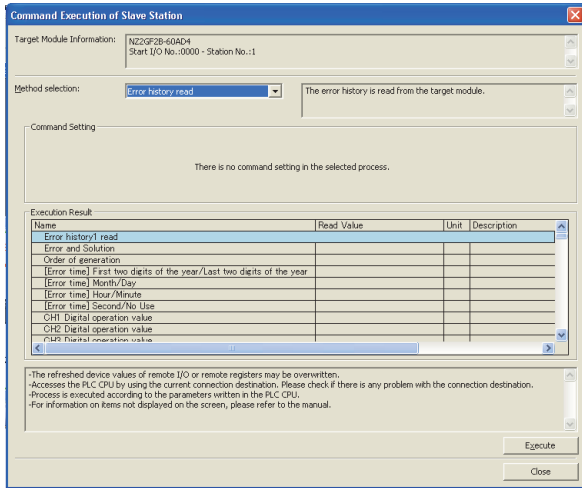 Command Execution of Slave Station
Target Module Information:
NZ2GF2B-60AD4
Start I/O No.:0000 - Station No.:1
Method selection:
Error history read
The error history is read from the target module.
Command Setting
There is no command setting in the selected process.
Execution Result
Name Read Value Unit Description
Error history1 read
Error and Solution
Order of generation
[Error time] First two digits of the year/Last two digits of the year
[Error time] Month/Day
[Error time] Hour/Minute
[Error time] Second/No Use
CH1 Digital operation value
CH2 Digital operation value
CH3 Digital operation value
-The refreshed device values of remote I/O or remote registers may be overwritten.
-Accesses the PLC CPU by using the current connection destination. Please check if there is any problem with the connection destination.
-Process is executed according to the parameters written in the PLC CPU.
-For information on items not displayed on the screen, please refer to the manual.
Execute
Close